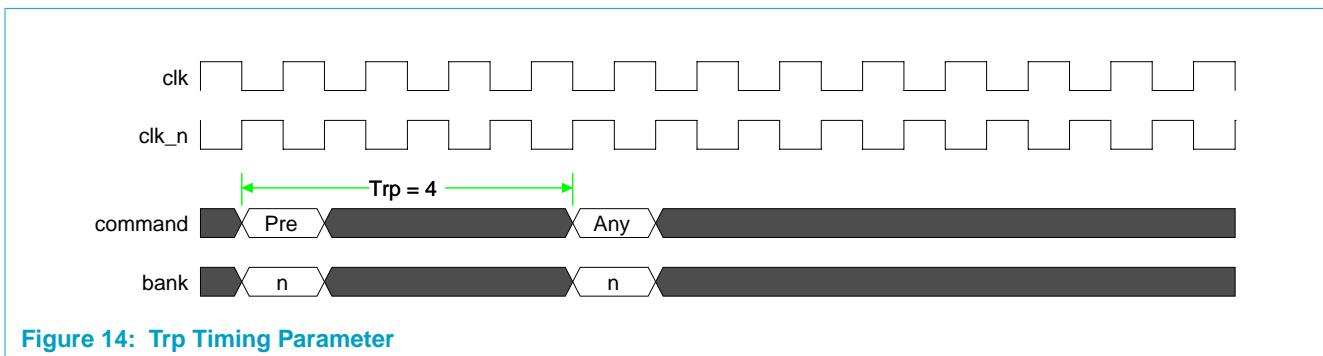 clk
clk_n
Trp = 4
command Pre Any
bank n n
Figure 14: Trp Timing Parameter